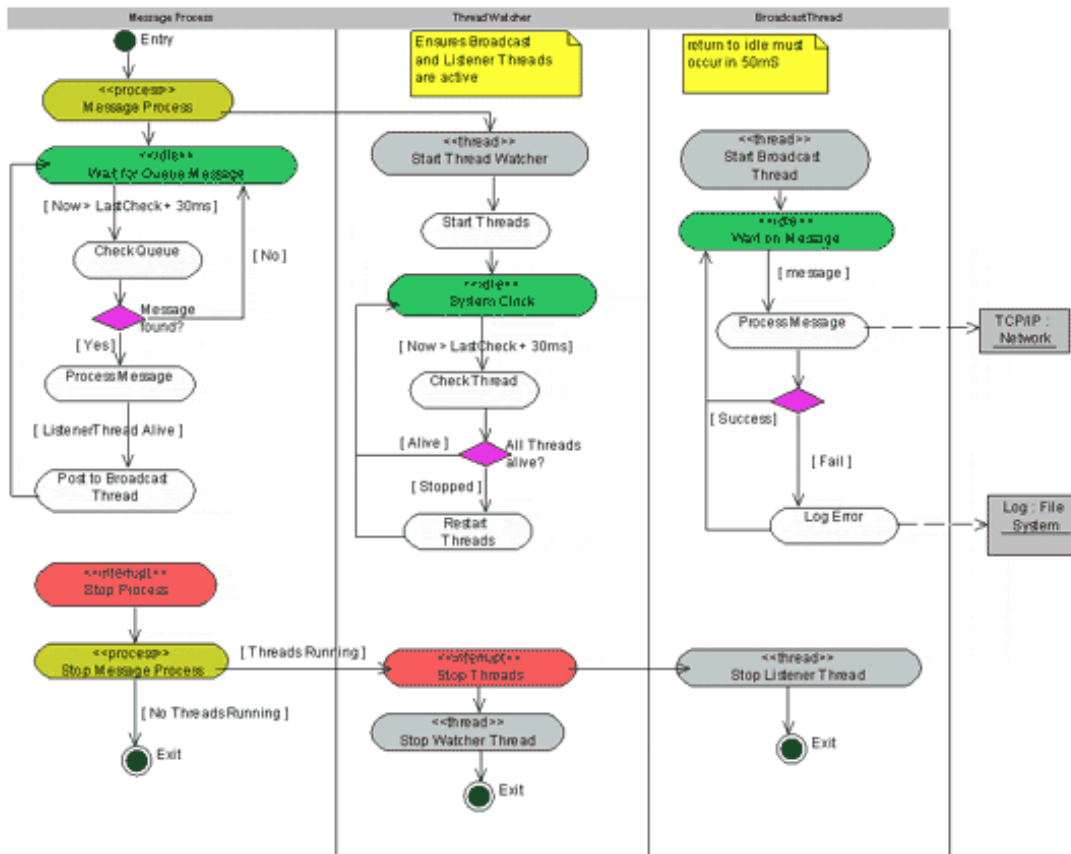 Message Process
ThreadWatcher
BroadcastThread
Entry
Ensures Broadcast
and Listener Threads
are active
return to idle must
occur in 50mS
<<process>>
Message Process
<<thread>>
Start Thread Watcher
<<thread>>
Start Broadcast
Thread
<<idle>>
Wait for Queue Message
[ Now > LastCheck + 30ms]
Check Queue
[ No ]
Message
found?
[ Yes ]
Process Message
[ ListenerThread Alive ]
Post to Broadcast
Thread
Start Threads
<<idle>>
System Clock
[ Now > LastCheck + 30ms]
Check Thread
[ Alive ]
All Threads
alive?
[ Stopped ]
Restart
Threads
<<idle>>
Wait on Message
[ message ]
Process Message
TCP/IP :
Network
[ Success]
[ Fail ]
Log Error
Log : File
System
<<interrupt>>
Stop Process
<<process>>
Stop Message Process
[ Threads Running ]
[ No Threads Running ]
Exit
<<interrupt>>
Stop Threads
<<thread>>
Stop Watcher Thread
Exit
<<thread>>
Stop Listener Thread
Exit